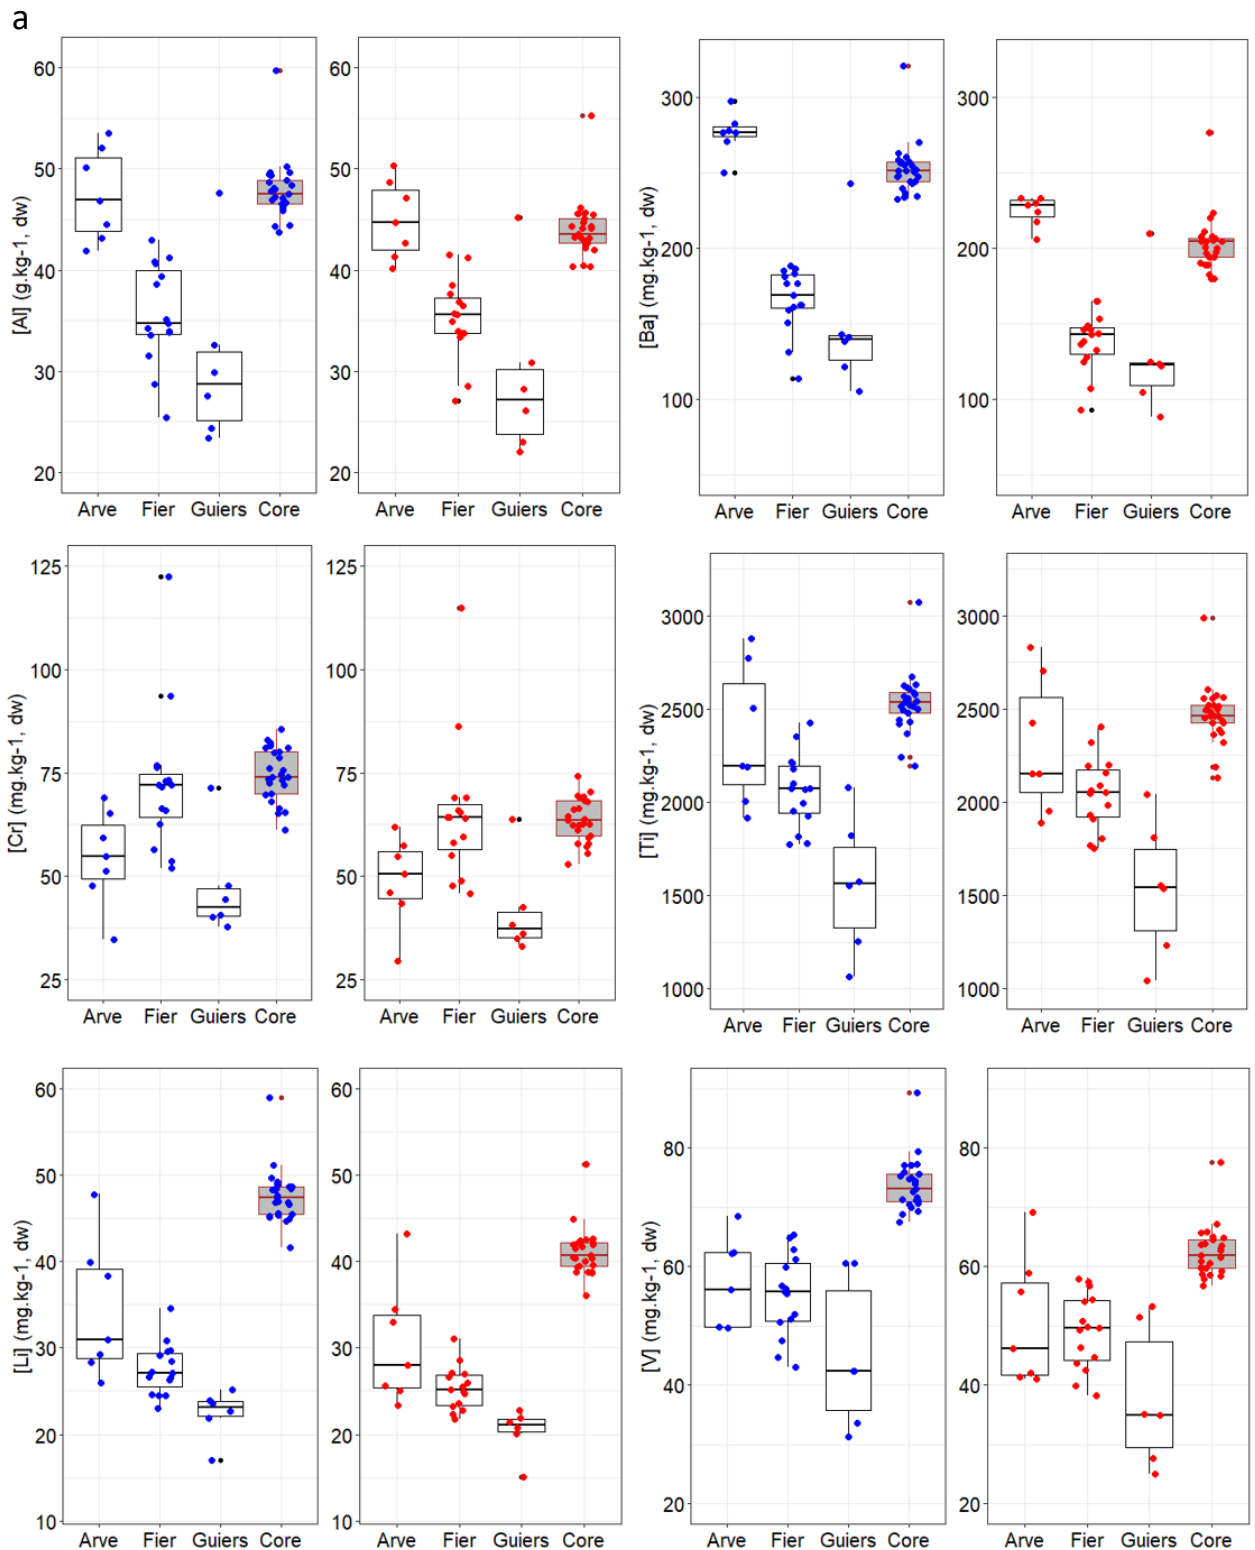 a
[Al] (g.kg-1, dw)
60
50
40
30
20
Arve Fier Guiers Core
60
50
40
30
20
Arve Fier Guiers Core
[Ba] (mg.kg-1, dw)
300
200
100
Arve Fier Guiers Core
300
200
100
Arve Fier Guiers Core
[Cr] (mg.kg-1, dw)
125
100
75
50
25
Arve Fier Guiers Core
125
100
75
50
25
Arve Fier Guiers Core
[Ti] (mg.kg-1, dw)
3000
2500
2000
1500
1000
Arve Fier Guiers Core
3000
2500
2000
1500
1000
Arve Fier Guiers Core
[Li] (mg.kg-1, dw)
60
50
40
30
20
10
Arve Fier Guiers Core
60
50
40
30
20
10
Arve Fier Guiers Core
[V] (mg.kg-1, dw)
80
60
40
20
Arve Fier Guiers Core
80
60
40
20
Arve Fier Guiers Core